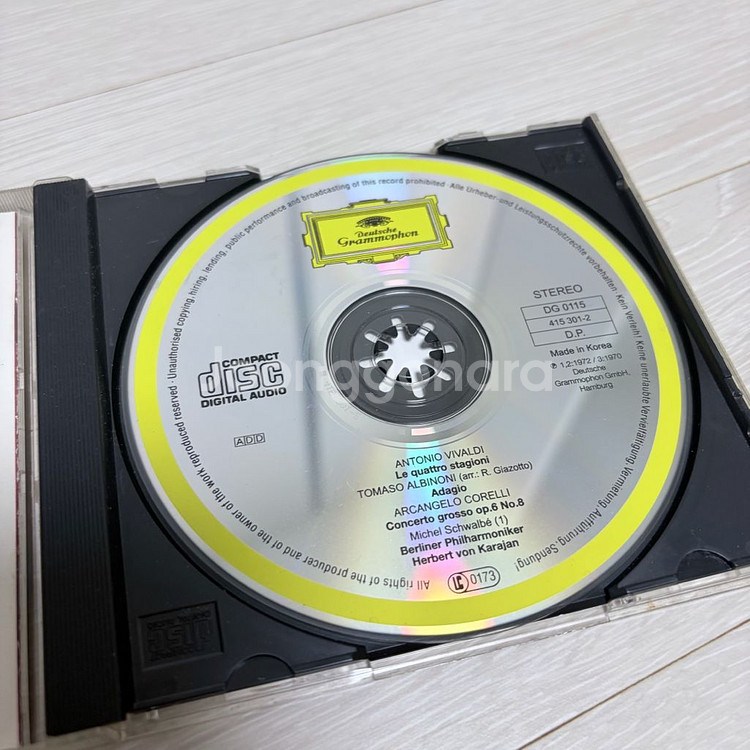 All rights of the producer and of the owner of the work reproduced reserved · Unauthorised copying, hiring, lending, public performance and broadcasting of this record prohibited · Alle Urheber- und Leistungsschutzrechte vorbehalten · Kein Verleih! Keine unerlaubte Vervielfältigung, Vermietung, Aufführung, Sendung!
Deutsche
Grammophon
STEREO
DG 0115
415 301-2
D.P.
Made in Korea
℗ 1,2:1972 / 3:1970
Deutsche
Grammophon GmbH,
Hamburg
COMPACT
disc
DIGITAL AUDIO
ADD
ANTONIO VIVALDI
Le quattro stagioni
TOMASO ALBINONI (arr.: R. Giazotto)
Adagio
ARCANGELO CORELLI
Concerto grosso op.6 No.8
Michel Schwalbé (1)
Berliner Philharmoniker
Herbert von Karajan
LC 0173